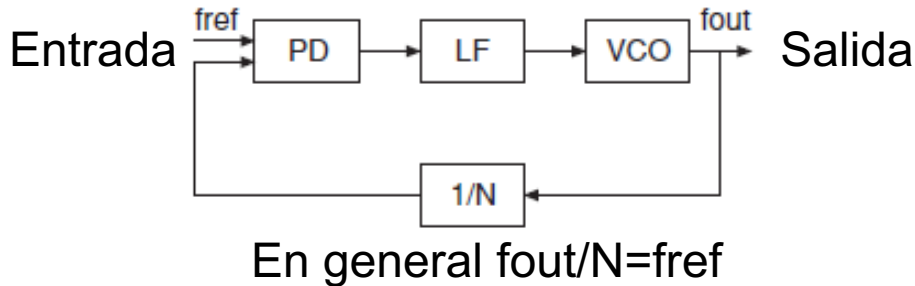 fref
fout
Entrada
PD
LF
VCO
Salida
1/N
En general fout/N=fref